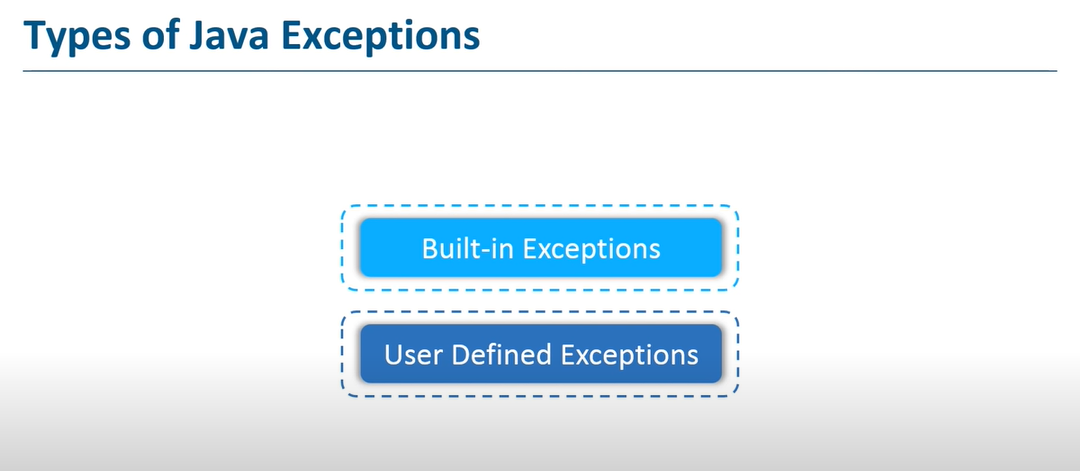 Types of Java Exceptions
Built-in Exceptions
User Defined Exceptions